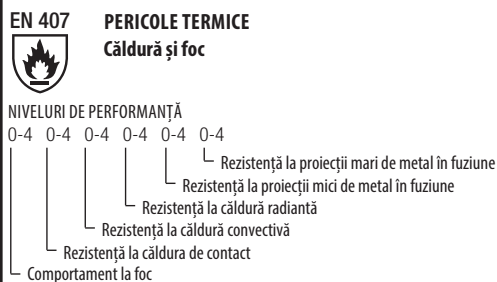 EN 407
PERICOLE TERMICE
Căldură și foc
NIVELURI DE PERFORMANȚĂ
0-4 0-4 0-4 0-4 0-4 0-4
Rezistență la proiecții mari de metal în fuziune
Rezistență la proiecții mici de metal în fuziune
Rezistență la căldură radiantă
Rezistență la căldură convectivă
Rezistență la căldura de contact
Comportament la foc